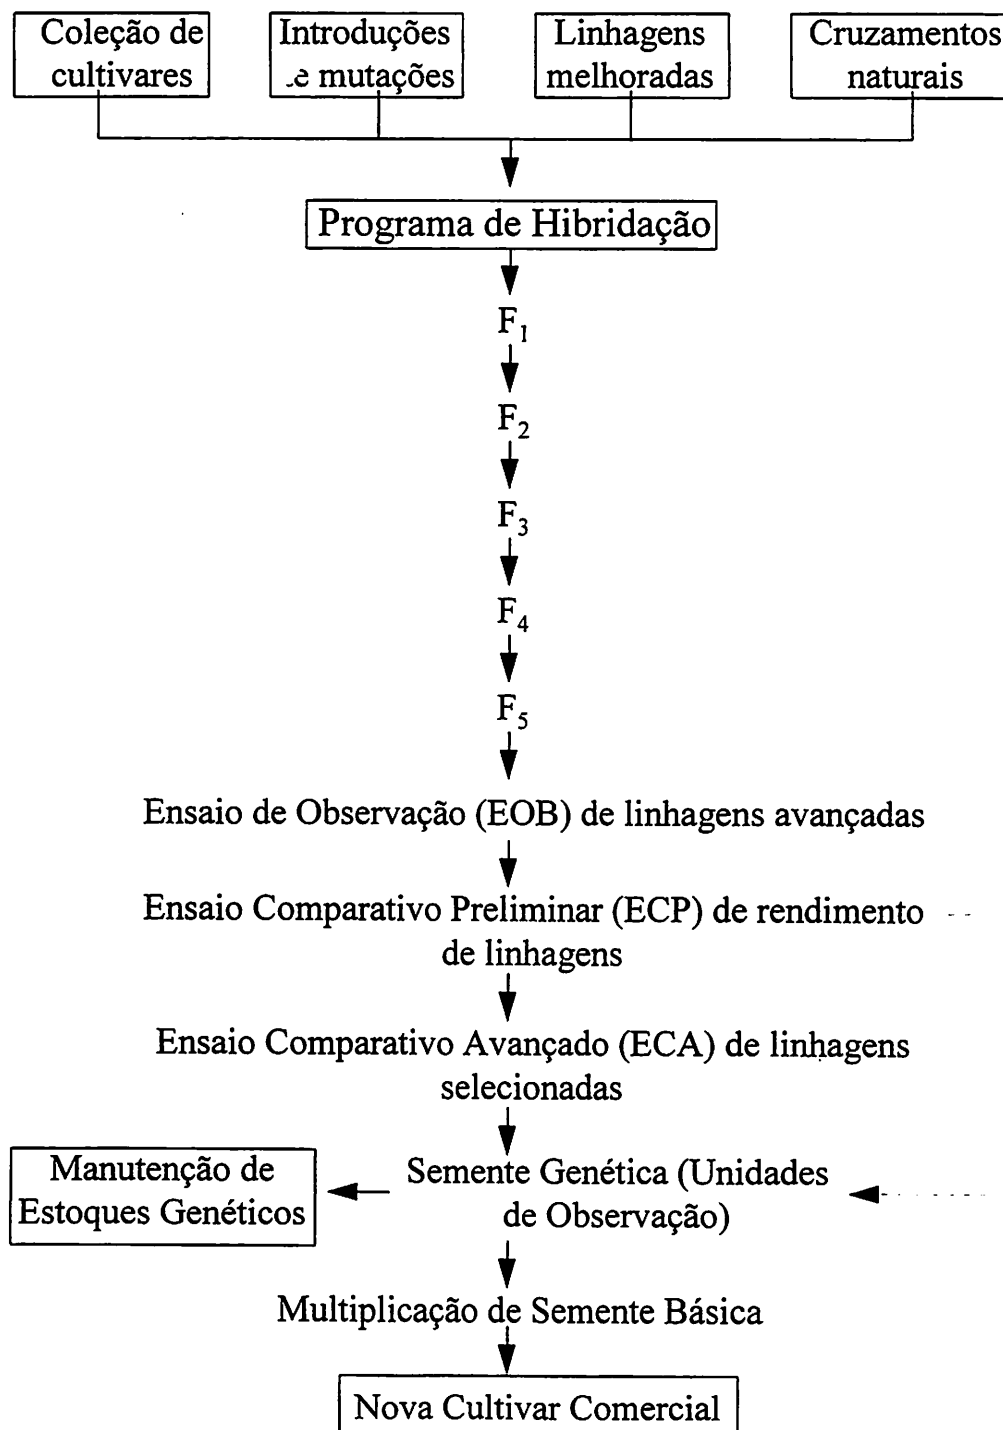 Coleção de
cultivares
Introduções
e mutações
Linhagens
melhoradas
Cruzamentos
naturais
Programa de Hibridação
F₁
F₂
F₃
F₄
F₅
Ensaio de Observação (EOB) de linhagens avançadas
Ensaio Comparativo Preliminar (ECP) de rendimento
de linhagens
Ensaio Comparativo Avançado (ECA) de linhagens
selecionadas
Manutenção de
Estoques Genéticos
Semente Genética (Unidades
de Observação)
Multiplicação de Semente Básica
Nova Cultivar Comercial